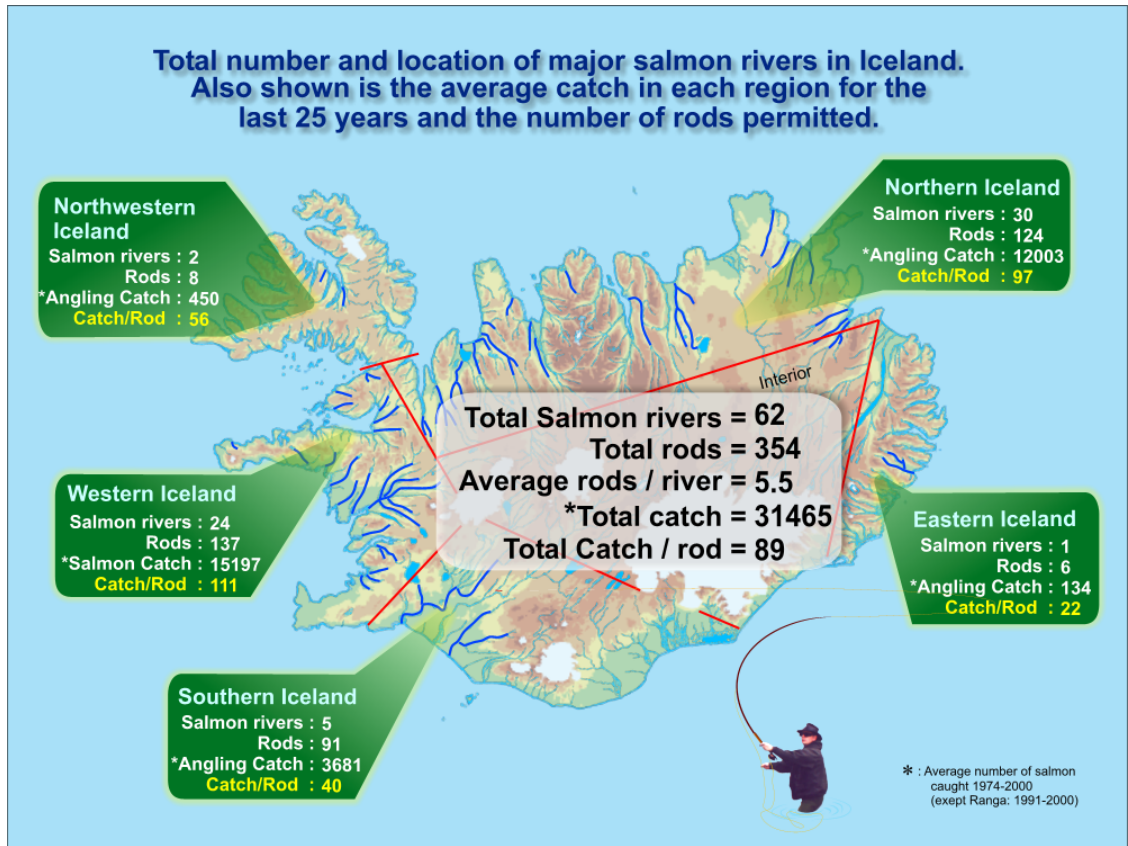 Total number and location of major salmon rivers in Iceland.
Also shown is the average catch in each region for the
last 25 years and the number of rods permitted.
Northwestern
Iceland
Salmon rivers : 2
Rods : 8
*Angling Catch : 450
Catch/Rod : 56
Northern Iceland
Salmon rivers : 30
Rods : 124
*Angling Catch : 12003
Catch/Rod : 97
Interior
Total Salmon rivers = 62
Total rods = 354
Average rods / river = 5.5
*Total catch = 31465
Total Catch / rod = 89
Western Iceland
Salmon rivers : 24
Rods : 137
*Salmon Catch : 15197
Catch/Rod : 111
Eastern Iceland
Salmon rivers : 1
Rods : 6
*Angling Catch : 134
Catch/Rod : 22
Southern Iceland
Salmon rivers : 5
Rods : 91
*Angling Catch : 3681
Catch/Rod : 40
* : Average number of salmon
caught 1974-2000
(exept Ranga: 1991-2000)